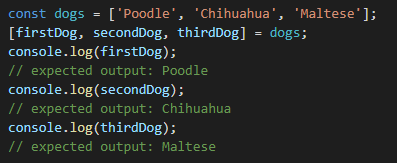 const dogs = ['Poodle', 'Chihuahua', 'Maltese'];
[firstDog, secondDog, thirdDog] = dogs;
console.log(firstDog);
// expected output: Poodle
console.log(secondDog);
// expected output: Chihuahua
console.log(thirdDog);
// expected output: Maltese